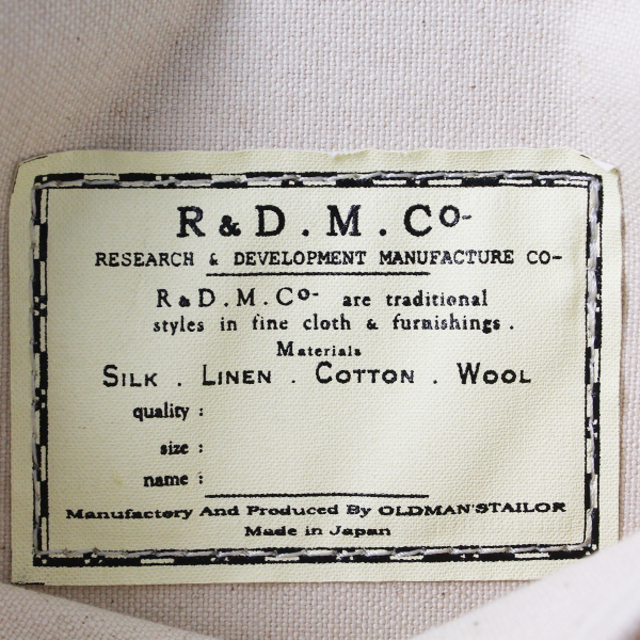 R & D . M . Co-
RESEARCH & DEVELOPMENT MANUFACTURE CO-
R & D . M . Co- are traditional
styles in fine cloth & furnishings .
Materials
SILK . LINEN . COTTON . WOOL
quality :
size :
name :
Manufactory And Produced By OLDMAN'STAILOR
Made in Japan